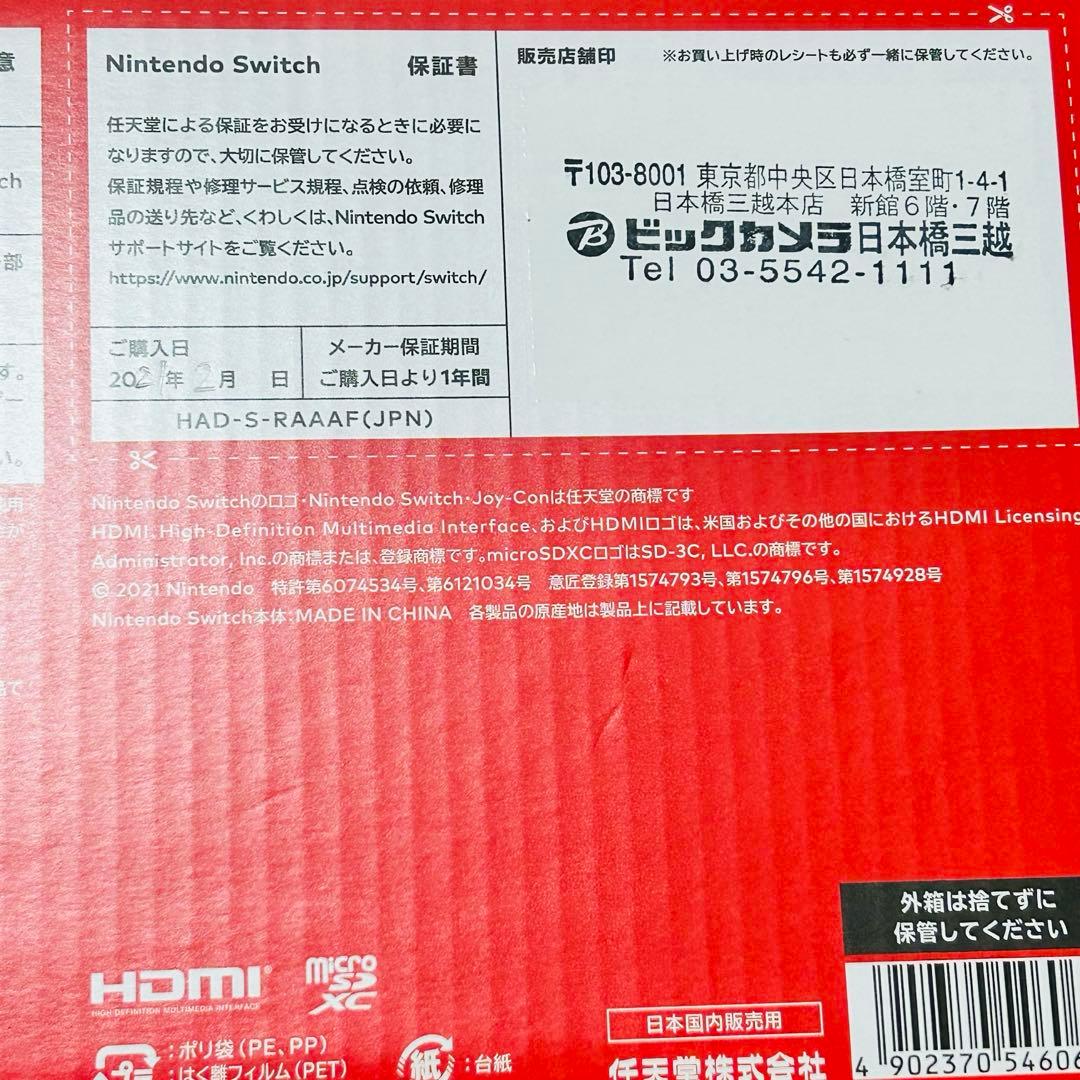 意
Nintendo Switch 保証書
任天堂による保証をお受けになるときに必要に
なりますので、大切に保管してください。
保証規程や修理サービス規程、点検の依頼、修理
品の送り先など、くわしくは、Nintendo Switch
サポートサイトをご覧ください。
https://www.nintendo.co.jp/support/switch/
ご購入日
2021年 2月 日
メーカー保証期間
ご購入日より1年間
HAD-S-RAAAF(JPN)
販売店舗印 ※お買い上げ時のレシートも必ず一緒に保管してください。
〒103-8001 東京都中央区日本橋室町1-4-1
日本橋三越本店 新館6階・7階
ビックカメラ日本橋三越
Tel 03-5542-1111
ch
部
す。
ー
い。
用
が
で
Nintendo Switchのロゴ・Nintendo Switch・Joy-Conは任天堂の商標です
HDMI、High-Definition Multimedia Interface、およびHDMIロゴは、米国およびその他の国におけるHDMI Licensing
Administrator, Inc.の商標または、登録商標です。microSDXCロゴはSD-3C, LLC.の商標です。
© 2021 Nintendo 特許第6074534号、第6121034号 意匠登録第1574793号、第1574796号、第1574928号
Nintendo Switch本体：MADE IN CHINA 各製品の原産地は製品上に記載しています。
外箱は捨てずに
保管してください
HDMI®
HIGH DEFINITION MULTIMEDIA INTERFACE
micro
SD
XC
日本国内販売用
任天堂株式会社
プラ
：ポリ袋（PE、PP）
：はく離フィルム（PET）
紙
：台紙
4 902370 54606